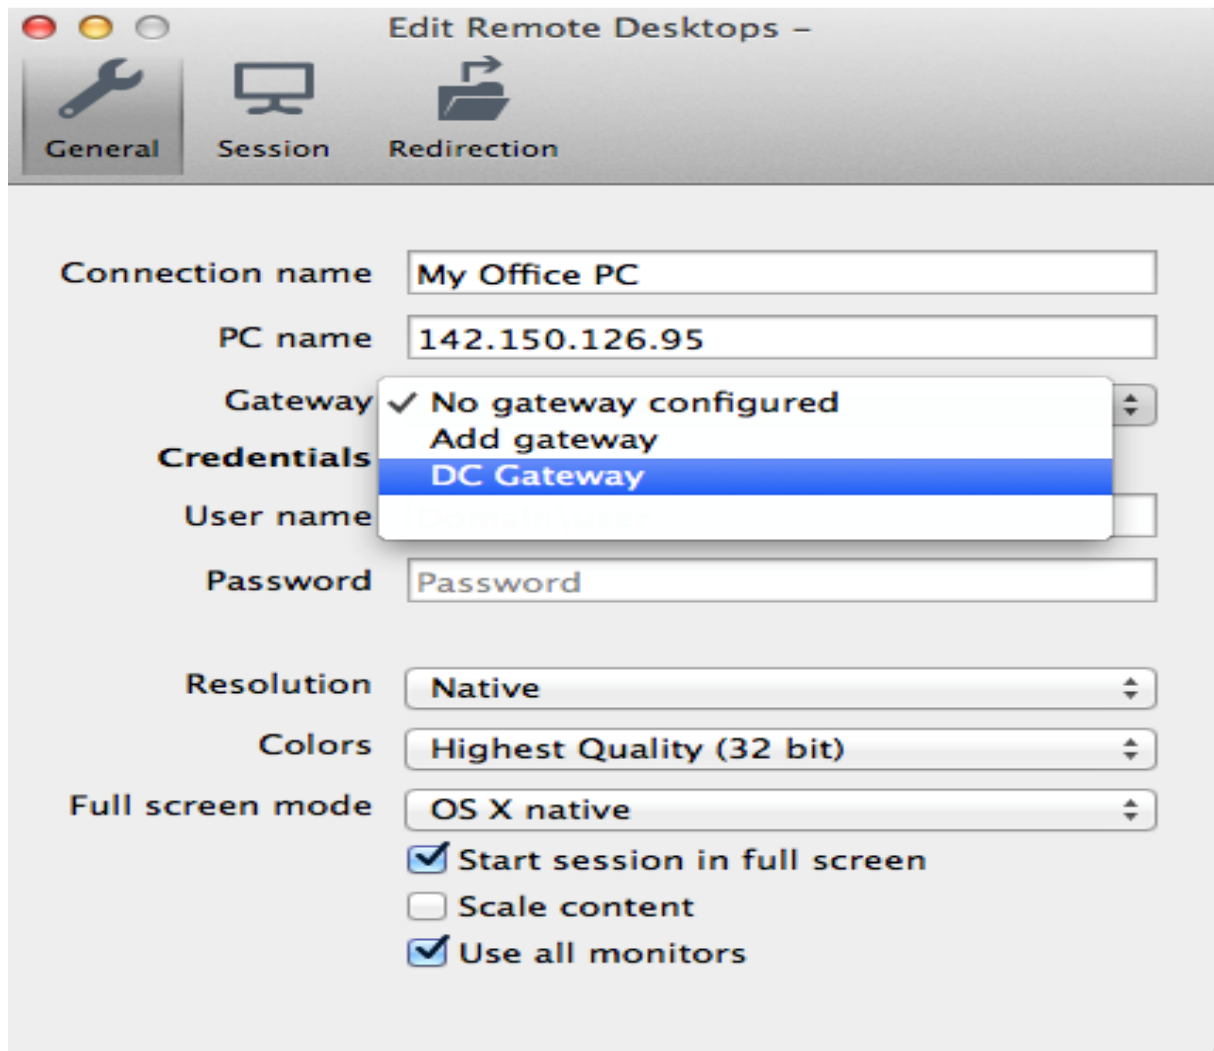 Edit Remote Desktops –
General Session Redirection
Connection name My Office PC
PC name 142.150.126.95
Gateway ✓ No gateway configured
Add gateway
Credentials
DC Gateway
User name
Password Password
Resolution Native
Colors Highest Quality (32 bit)
Full screen mode OS X native
Start session in full screen
Scale content
Use all monitors